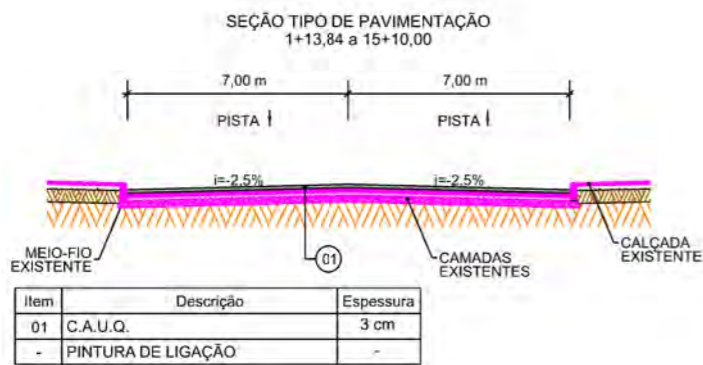 SEÇÃO TIPO DE PAVIMENTAÇÃO
1+13,84 a 15+10,00
7,00 m 7,00 m
PISTA PISTA
i=-2.5% i=-2.5%
MEIO-FIO
EXISTENTE
01
CAMADAS
EXISTENTES
CALÇADA
EXISTENTE
Item Descrição Espessura
01 C.A.U.Q. 3 cm
- PINTURA DE LIGAÇÃO -